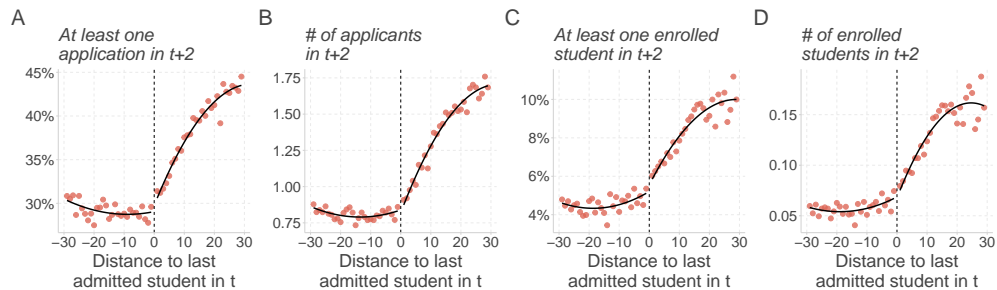 A
At least one
application in t+2
45%
40%
35%
30%
−30 −20 −10 0 10 20 30
Distance to last
admitted student in t
B
# of applicants
in t+2
1.75
1.50
1.25
1.00
0.75
−30 −20 −10 0 10 20 30
Distance to last
admitted student in t
C
At least one enrolled
student in t+2
10%
8%
6%
4%
−30 −20 −10 0 10 20 30
Distance to last
admitted student in t
D
# of enrolled
students in t+2
0.15
0.10
0.05
−30 −20 −10 0 10 20 30
Distance to last
admitted student in t